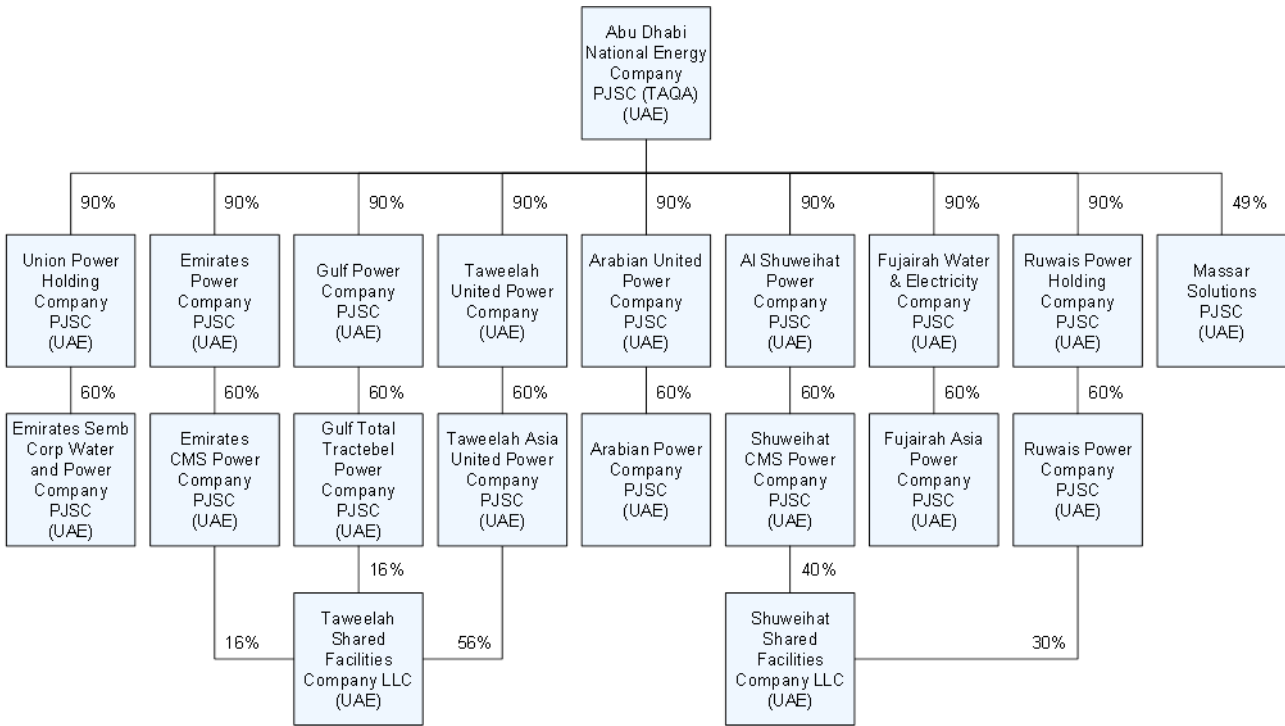 Abu Dhabi
National Energy
Company
PJSC (TAQA)
(UAE)
90%
90%
90%
90%
90%
90%
90%
90%
49%
Union Power
Holding
Company
PJSC
(UAE)
Emirates
Power
Company
PJSC
(UAE)
Gulf Power
Company
PJSC
(UAE)
Taweelah
United Power
Company
Arabian United
Power
Company
PJSC
(UAE)
Al Shuweihat
Power
Company
PJSC
(UAE)
Fujairah Water
& Electricity
Company
PJSC
(UAE)
Ruwais Power
Holding
Company
PJSC
(UAE)
Massar
Solutions
PJSC
(UAE)
60%
60%
60%
60%
60%
60%
60%
60%
Emirates Semb
Corp Water
and Power
Company
PJSC
(UAE)
Emirates
CMS Power
Company
PJSC
(UAE)
Gulf Total
Tractebel
Power
Company
PJSC
(UAE)
Taweelah Asia
United Power
Company
PJSC
(UAE)
Arabian Power
Company
PJSC
(UAE)
Shuweihat
CMS Power
Company
PJSC
(UAE)
Fujairah Asia
Power
Company
PJSC
(UAE)
Ruwais Power
Company
PJSC
(UAE)
16%
40%
16%
Taweelah
Shared
Facilities
Company LLC
(UAE)
56%
Shuweihat
Shared
Facilities
Company LLC
(UAE)
30%